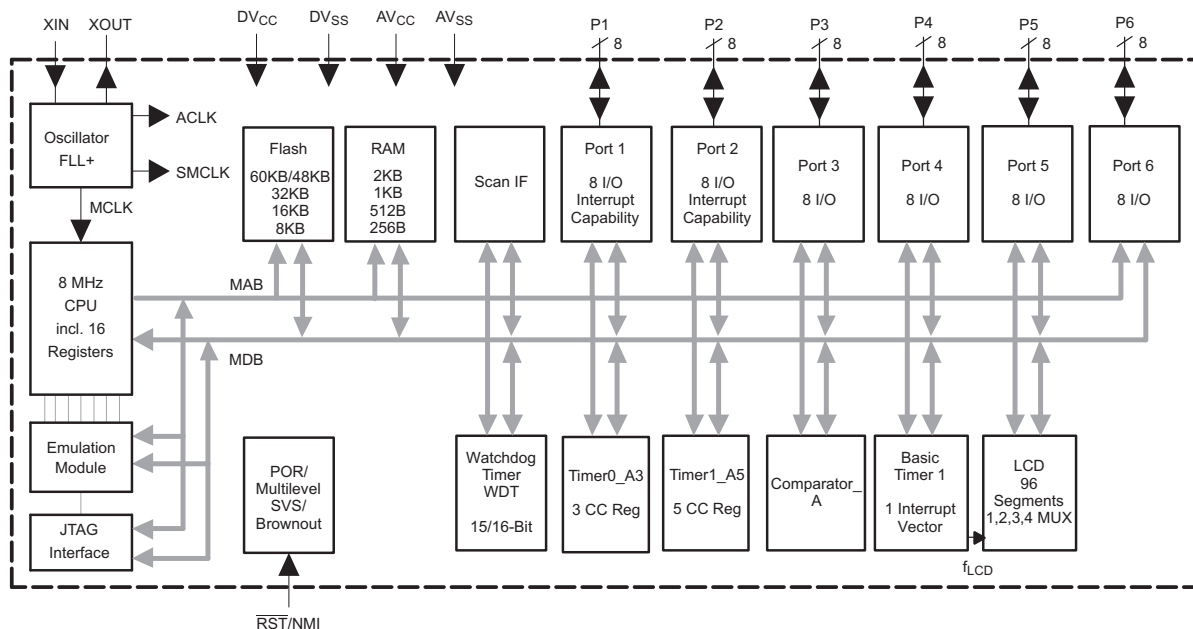 XIN XOUT DVCC DVSS AVCC AVSS P1 P2 P3 P4 P5 P6
8 8 8 8 8 8
Oscillator
FLL+
ACLK
SMCLK
MCLK
8 MHz
CPU
incl. 16
Registers
Emulation
Module
JTAG
Interface
Flash
60KB/48KB
32KB
16KB
8KB
RAM
2KB
1KB
512B
256B
Scan IF
Port 1
8 I/O
Interrupt
Capability
Port 2
8 I/O
Interrupt
Capability
Port 3
8 I/O
Port 4
8 I/O
Port 5
8 I/O
Port 6
8 I/O
MAB
MDB
POR/
Multilevel
SVS/
Brownout
RST/NMI
Watchdog
Timer
WDT
15/16-Bit
Timer0_A3
3 CC Reg
Timer1_A5
5 CC Reg
Comparator_
A
Basic
Timer 1
1 Interrupt
Vector
fLCD
LCD
96
Segments
1,2,3,4 MUX